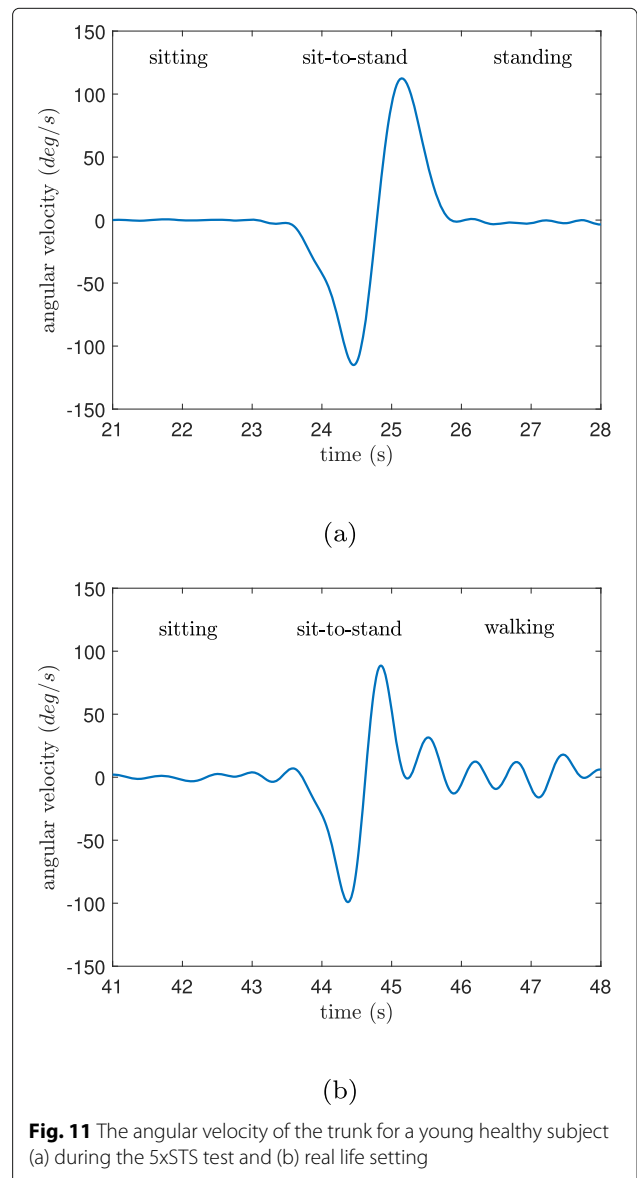 150
sitting sit-to-stand standing
100
50
0
-50
-100
-150
angular velocity (deg/s)
21 22 23 24 25 26 27 28
time (s)
(a)
150
sitting sit-to-stand walking
100
50
0
-50
-100
-150
angular velocity (deg/s)
41 42 43 44 45 46 47 48
time (s)
(b)
Fig. 11 The angular velocity of the trunk for a young healthy subject
(a) during the 5xSTS test and (b) real life setting